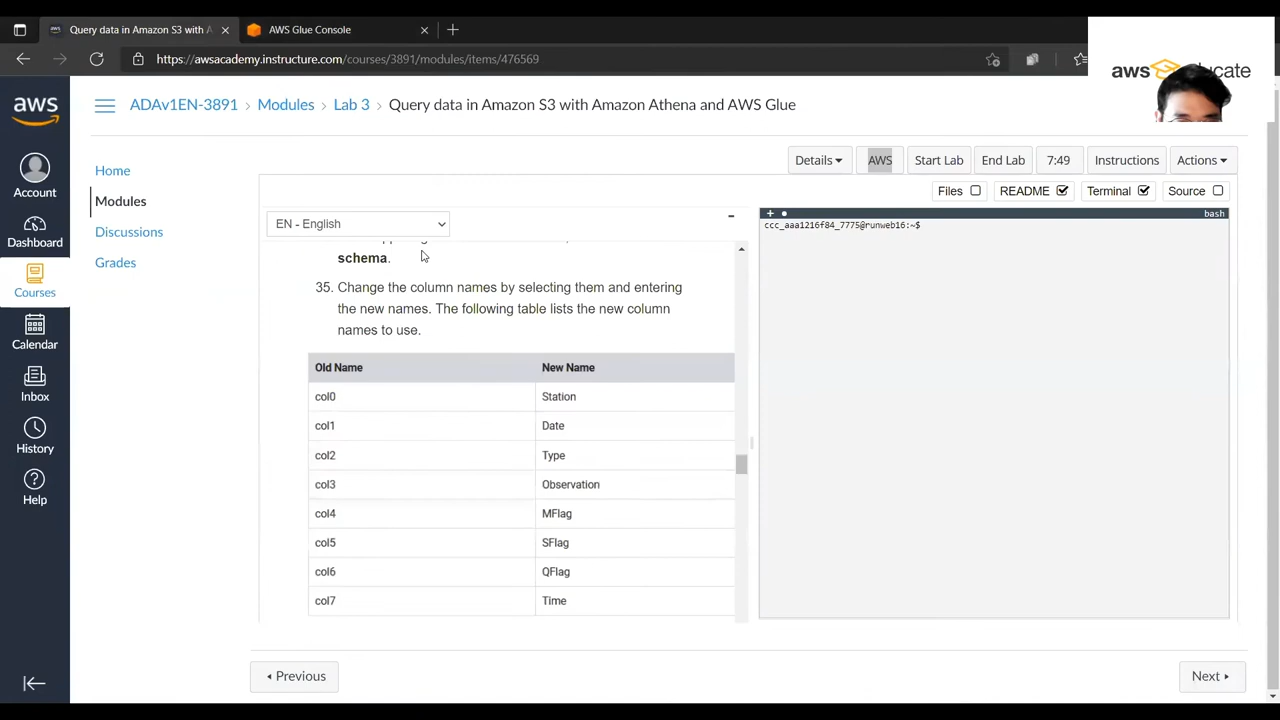 Query data in Amazon S3 with A
AWS Glue Console
https://awsacademy.instructure.com/courses/3891/modules/items/476569
aws
aws educate
ADAv1EN-3891 > Modules > Lab 3 > Query data in Amazon S3 with Amazon Athena and AWS Glue
Account
Dashboard
Courses
Calendar
Inbox
History
Help
Home
Modules
Discussions
Grades
Details
AWS
Start Lab
End Lab
7:49
Instructions
Actions
Files
README
Terminal
Source
EN - English
bash
ccc_aaa1216f84_7775@runweb16:~$
schema.
35. Change the column names by selecting them and entering
the new names. The following table lists the new column
names to use.
Old Name New Name
col0 Station
col1 Date
col2 Type
col3 Observation
col4 MFlag
col5 SFlag
col6 QFlag
col7 Time
Previous
Next